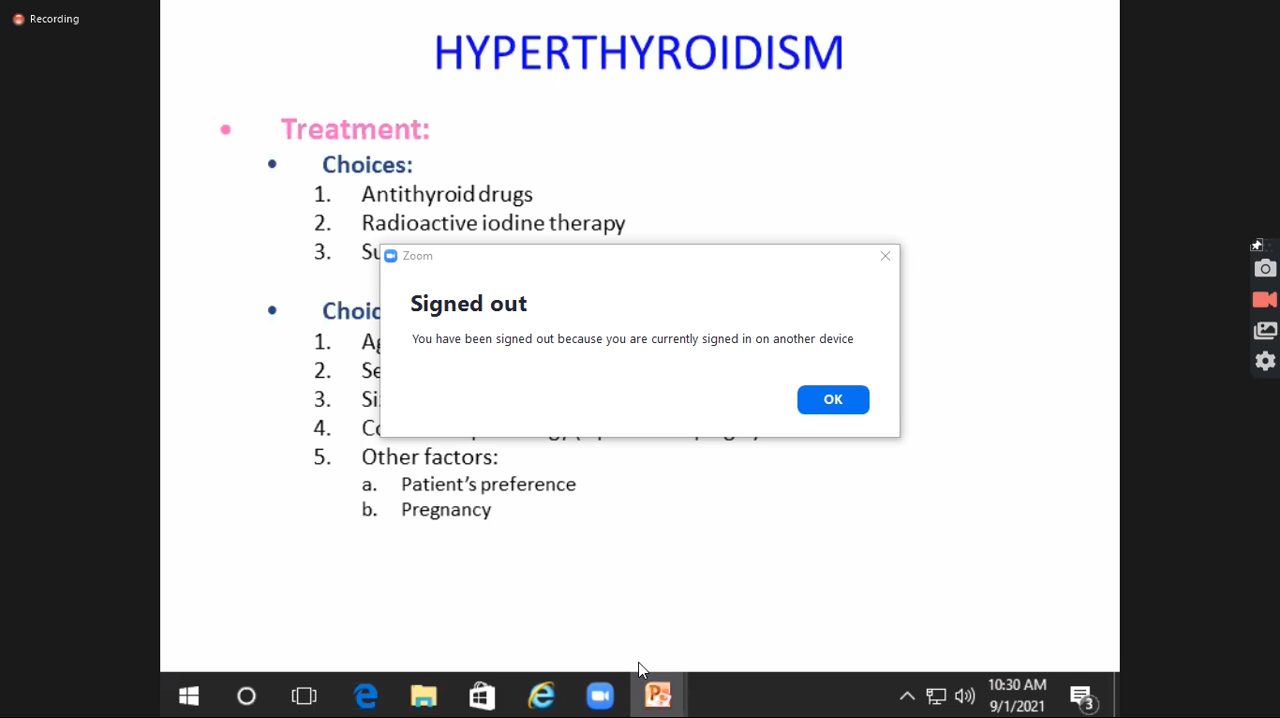 Recording
HYPERTHYROIDISM
• Treatment:
• Choices:
1. Antithyroid drugs
2. Radioactive iodine therapy
3.
Zoom
Signed out
You have been signed out because you are currently signed in on another device
OK
•
1.
2.
3.
4.
5. Other factors:
a. Patient's preference
b. Pregnancy
10:30 AM
9/1/2021
3